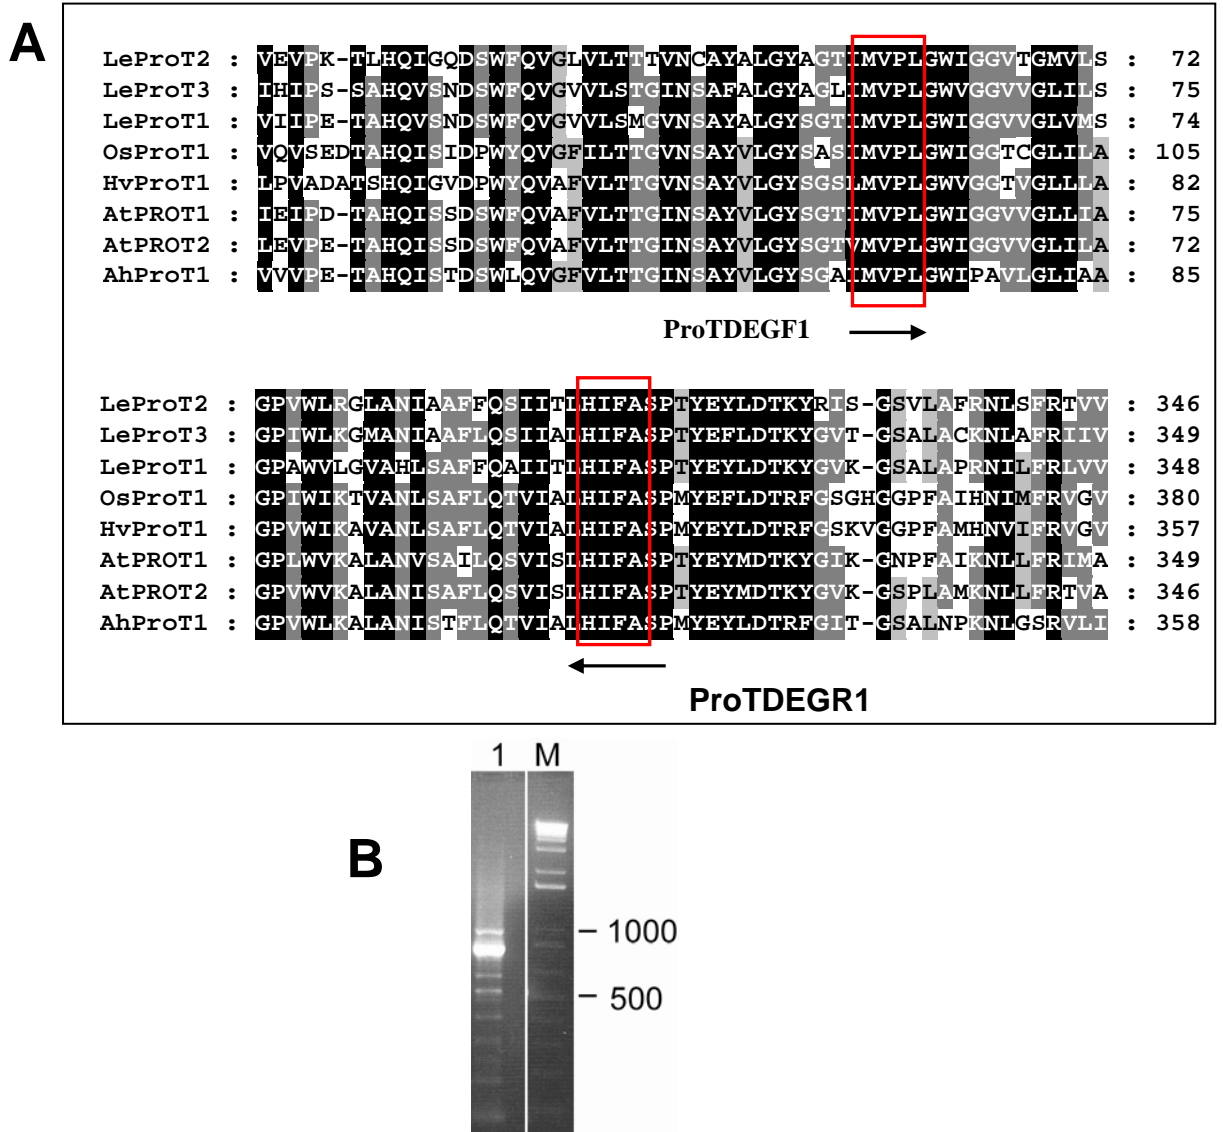 A
LeProT2 : VEVPK-TLHQIGQDSWFQVGLVLTTTVNCAYALGYAGTIMVPLGWIGGVTGMVLS : 72
LeProT3 : IHIPS-SAHQVSNDSWFQVGVVLSTGINSAFALGYAGLIMVPLGWVGGVVGLILS : 75
LeProT1 : VIIPE-TAHQVSNDSWFQVGVVLSMGVNSAYALGYSGTIMVPLGWIGGVVGLVMS : 74
OsProT1 : VQVSEDTAHQISIDPWYQVGFILTTGVNSAYVLGYSASIMVPLGWIGGTCGLILA : 105
HvProT1 : LPVADATSHQIGVDPWYQVAFVLTTGVNSAYVLGYSGSLMVPLGWVGGTVGLLLA : 82
AtPROT1 : IEIPD-TAHQISSDSWFQVAFVLTTGINSAYVLGYSGTIMVPLGWIGGVVGLLIA : 75
AtPROT2 : LEVPE-TAHQISSDSWFQVAFVLTTGINSAYVLGYSGTVMVPLGWIGGVVGLILA : 72
AhProT1 : VVVPE-TAHQISTDSWLQVGFVLTTGINSAYVLGYSGAIMVPLGWIPAVLGLIAA : 85
ProTDEGF1
LeProT2 : GPVWLRGLANIAAFFQSIITLHIFASPTYEYLDTKYRIS-GSVLAFRNLSFRTVV : 346
LeProT3 : GPIWLKGMANIAAFLQSIIALHIFASPTYEFLDTKYGVT-GSALACKNLAFRIIV : 349
LeProT1 : GPAWVLGVAHLSAFFQAIITLHIFASPTYEYLDTKYGVK-GSALAPRNILFRLVV : 348
OsProT1 : GPIWIKTVANLSAFLQTVIALHIFASPMYEFLDTRFGSGHGGPFAIHNIMFRVGV : 380
HvProT1 : GPVWIKAVANLSAFLQTVIALHIFASPMYEYLDTRFGSKVGGPFAMHNVIFRVGV : 357
AtPROT1 : GPLWVKALANVSAILQSVISLHIFASPTYEYMDTKYGIK-GNPFAIKNLLFRIMA : 349
AtPROT2 : GPVWVKALANISAFLQSVISLHIFASPTYEYMDTKYGVK-GSPLAMKNLLFRTVA : 346
AhProT1 : GPVWLKALANISTFLQTVIALHIFASPMYEYLDTRFGIT-GSALNPKNLGSRVLI : 358
ProTDEGR1
1 M
B
1000
500